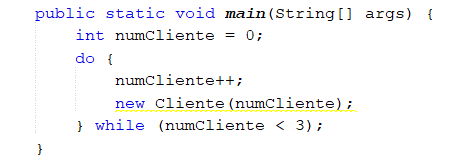 public static void main(String[] args) {
int numCliente = 0;
do {
numCliente++;
new Cliente(numCliente);
} while (numCliente < 3);
}